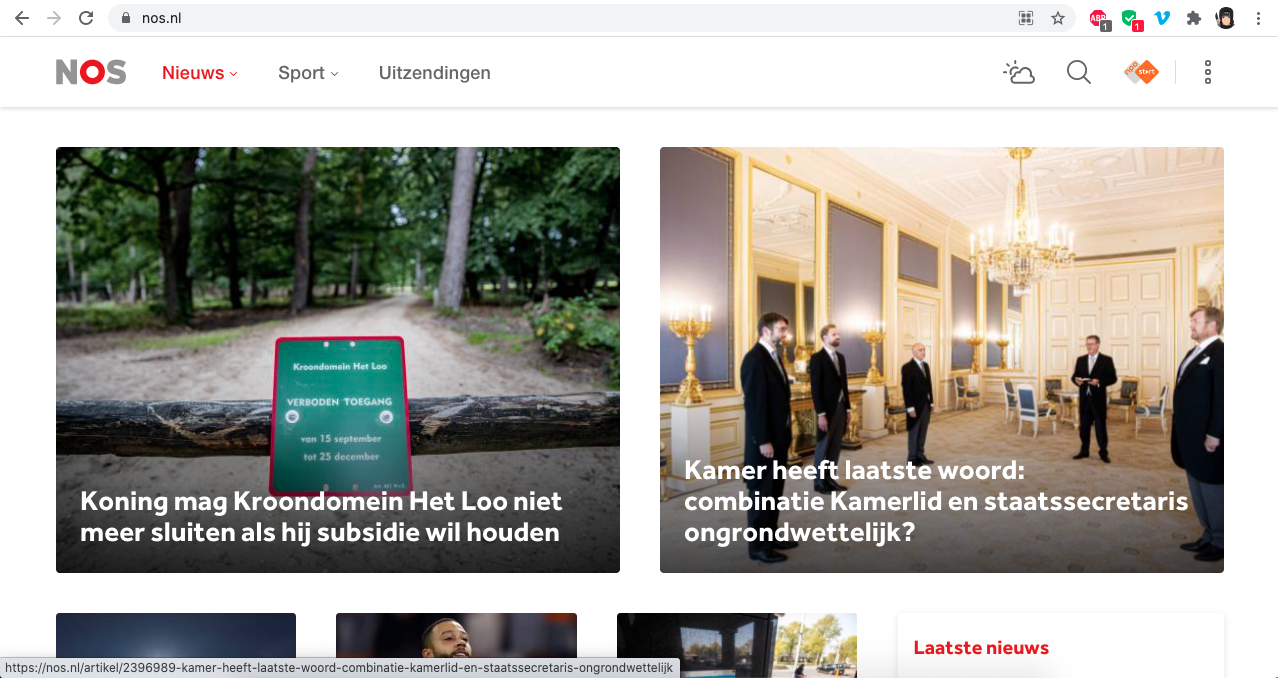 nos.nl
ABP
1
1
NOS
Nieuws
Sport
Uitzendingen
npo start
Kroondomein Het Loo
VERBODEN TOEGANG
van 15 september
tot 25 december
Koning mag Kroondomein Het Loo niet
meer sluiten als hij subsidie wil houden
Kamer heeft laatste woord:
combinatie Kamerlid en staatssecretaris
ongrondwettelijk?
Laatste nieuws
https://nos.nl/artikel/2396989-kamer-heeft-laatste-woord-combinatie-kamerlid-en-staatssecretaris-ongrondwettelijk